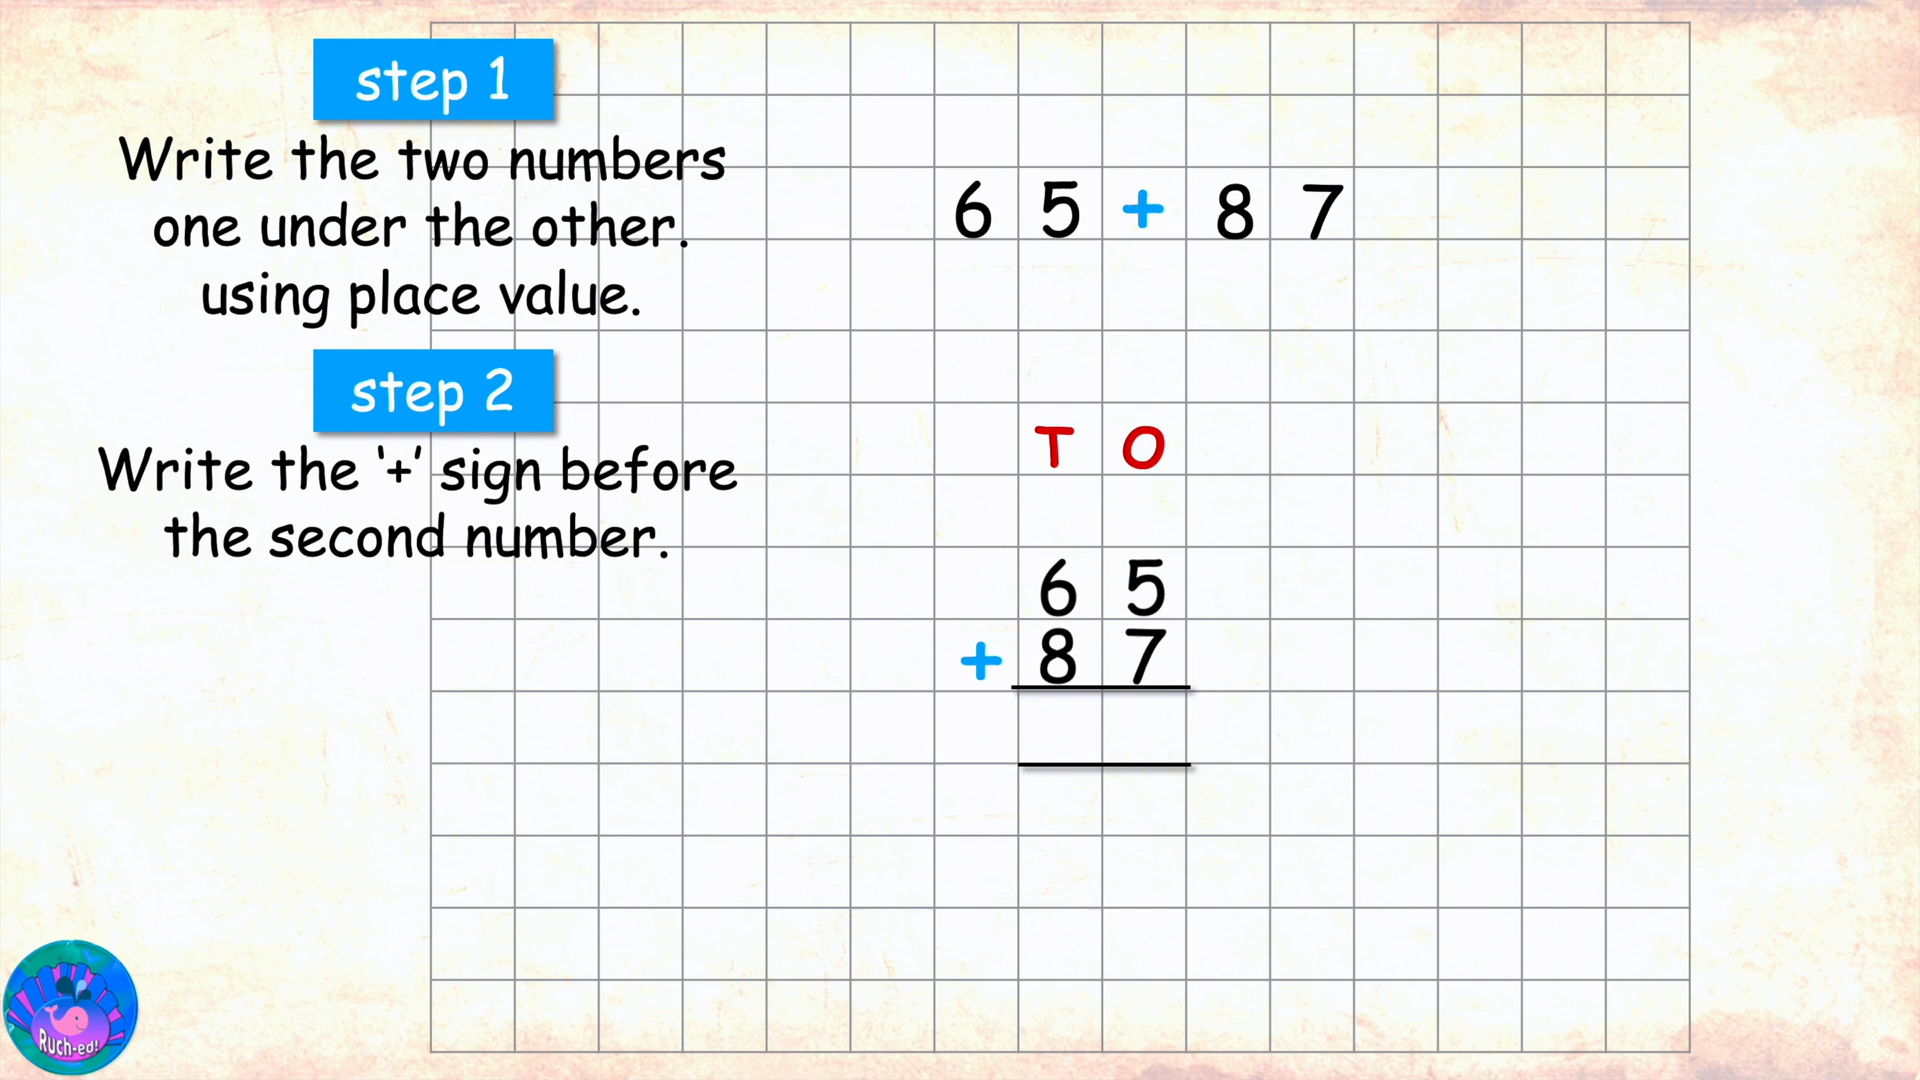 step 1
Write the two numbers
one under the other.
using place value.
step 2
Write the ‘+’ sign before
the second number.
6 5 + 8 7
T O
6 5
+ 8 7
Ruch-ed!